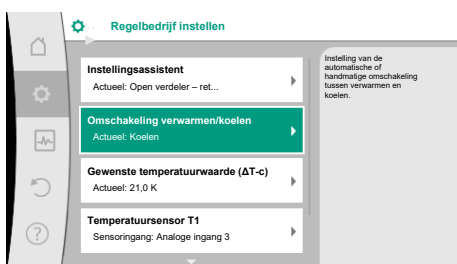 Regelbedrijf instellen
Instellingsassistent
Actueel: Open verdeler – ret...
Omschakeling verwarmen/koelen
Actueel: Koelen
Gewenste temperatuurwaarde (ΔT-c)
Actueel: 21,0 K
Temperatuursensor T1
Sensoringang: Analoge ingang 3
Instelling van de
automatische of
handmatige omschakeling
tussen verwarmen en
koelen.